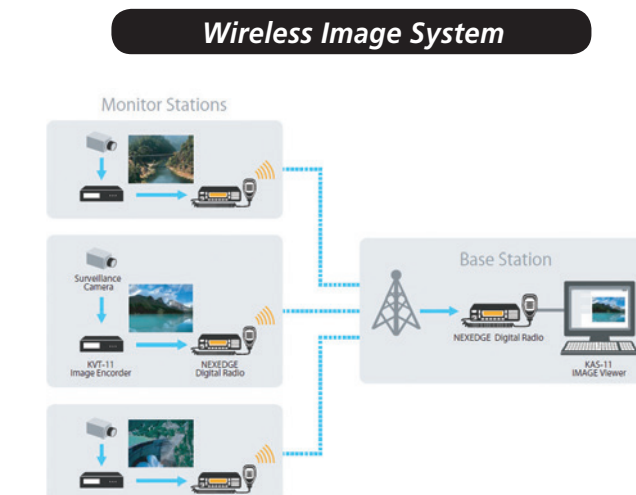 Wireless Image System
Monitor Stations
Surveillance
Camera
KVT-11
Image Encorder
NEXEDGE
Digital Radio
Base Station
NEXEDGE Digital Radio
KAS-11
IMAGE Viewer